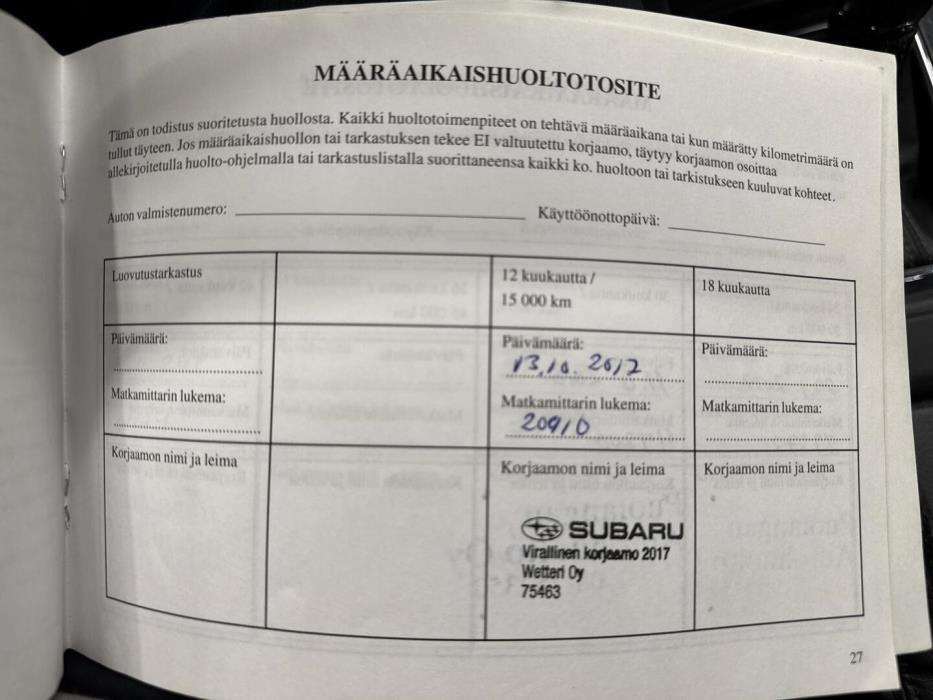 MÄÄRÄAIKAISHUOLTOTOSITE
Tämä on todistus suoritetusta huollosta. Kaikki huoltotoimenpiteet on tehtävä määräaikana tai kun määrätty kilometrimäärä on
tullut täyteen. Jos määräaikaishuollon tai tarkastuksen tekee EI valtuutettu korjaamo, täytyy korjaamon osoittaa
allekirjoitetulla huolto-ohjelmalla tai tarkastuslistalla suorittaneensa kaikki ko. huoltoon tai tarkistukseen kuuluvat kohteet.
Auton valmistenumero: Käyttöönottopäivä:
Luovutustarkastus
Päivämäärä:
Matkamittarin lukema:
Korjaamon nimi ja leima
12 kuukautta /
15 000 km
Päivämäärä:
13.10.2017
Matkamittarin lukema:
20910
Korjaamon nimi ja leima
SUBARU
Virallinen korjaamo 2017
Wetteri Oy
75463
18 kuukautta
Päivämäärä:
Matkamittarin lukema:
Korjaamon nimi ja leima
27